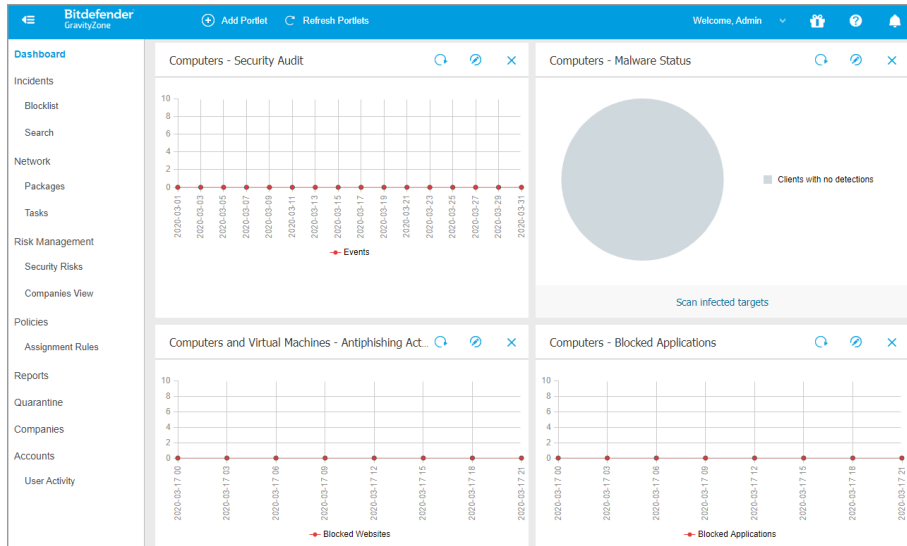 Bitdefender
GravityZone
Add Portlet
Refresh Portlets
Welcome, Admin
Dashboard
Incidents
Blocklist
Search
Network
Packages
Tasks
Risk Management
Security Risks
Companies View
Policies
Assignment Rules
Reports
Quarantine
Companies
Accounts
User Activity
Computers - Security Audit
10
8
6
4
2
0
2020-03-01
2020-03-03
2020-03-05
2020-03-07
2020-03-09
2020-03-11
2020-03-13
2020-03-15
2020-03-17
2020-03-19
2020-03-21
2020-03-23
2020-03-25
2020-03-27
2020-03-29
2020-03-31
Events
Computers - Malware Status
Clients with no detections
Scan infected targets
Computers and Virtual Machines - Antiphishing Act...
10
8
6
4
2
0
2020-03-17 00
2020-03-17 03
2020-03-17 06
2020-03-17 09
2020-03-17 12
2020-03-17 15
2020-03-17 18
2020-03-17 21
Blocked Websites
Computers - Blocked Applications
10
8
6
4
2
0
2020-03-17 00
2020-03-17 03
2020-03-17 06
2020-03-17 09
2020-03-17 12
2020-03-17 15
2020-03-17 18
2020-03-17 21
Blocked Applications